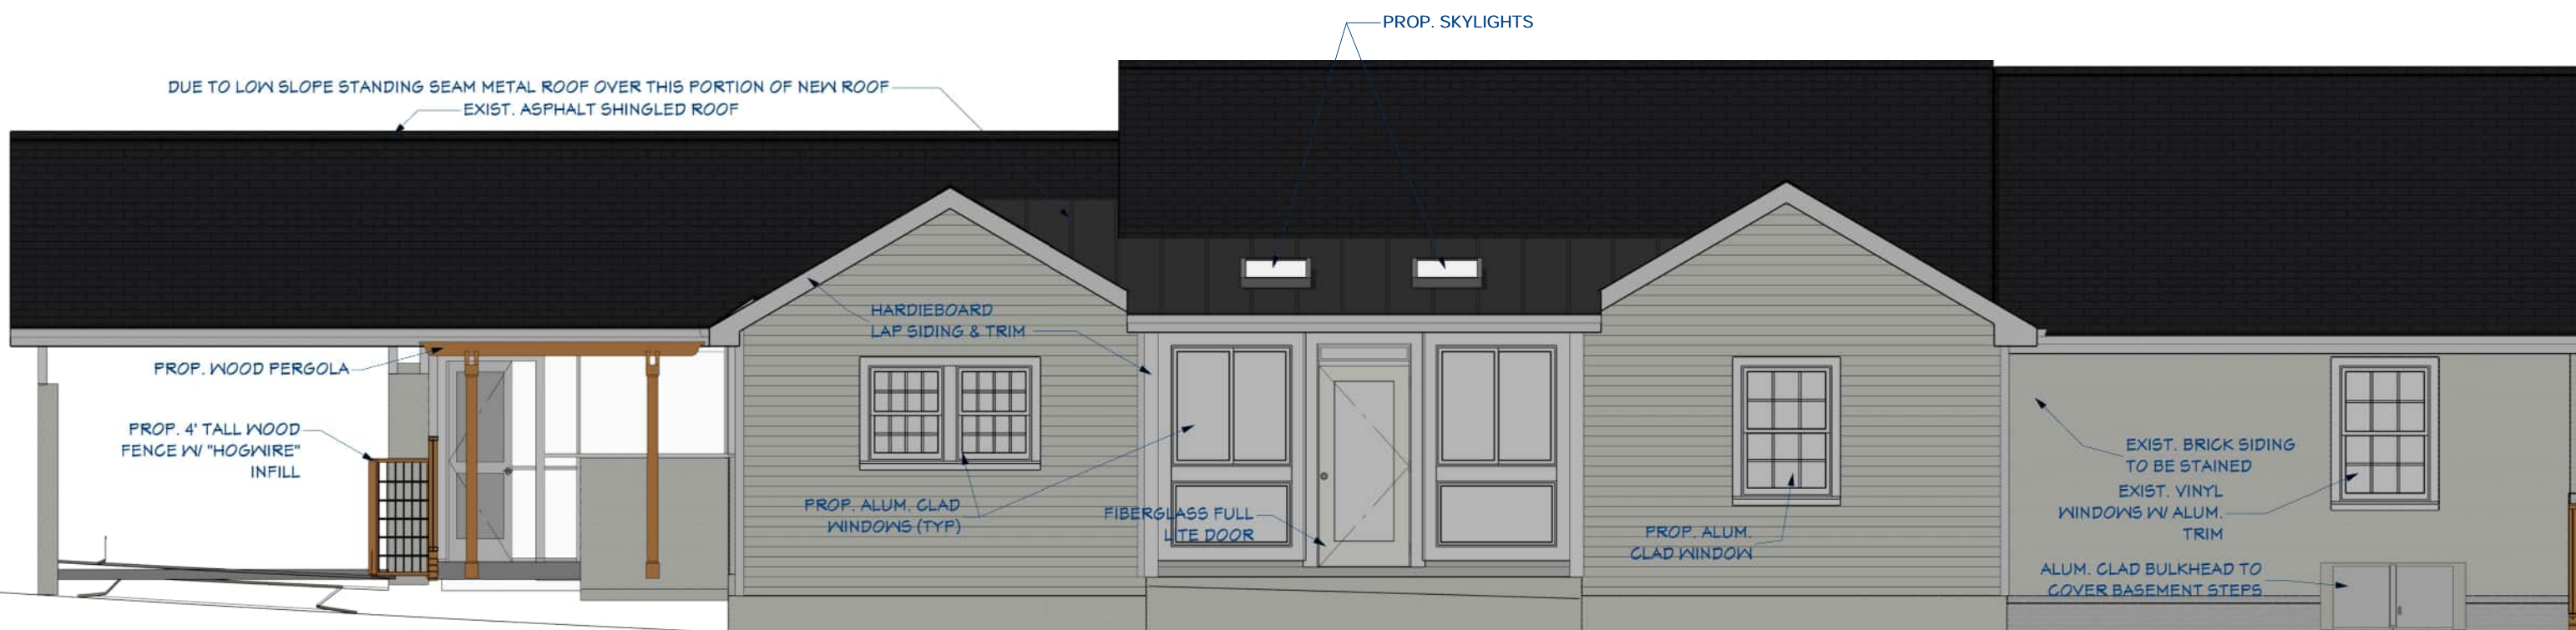 PROP. SKYLIGHTS
DUE TO LOW SLOPE STANDING SEAM METAL ROOF OVER THIS PORTION OF NEW ROOF
EXIST. ASPHALT SHINGLED ROOF
HARDIEBOARD
LAP SIDING & TRIM
PROP. WOOD PERGOLA
PROP. 4' TALL WOOD
FENCE W/ "HOGWIRE"
INFILL
PROP. ALUM. CLAD
WINDOWS (TYP)
FIBERGLASS FULL
LITE DOOR
PROP. ALUM.
CLAD WINDOW
EXIST. BRICK SIDING
TO BE STAINED
EXIST. VINYL
WINDOWS W/ ALUM.
TRIM
ALUM. CLAD BULKHEAD TO
COVER BASEMENT STEPS